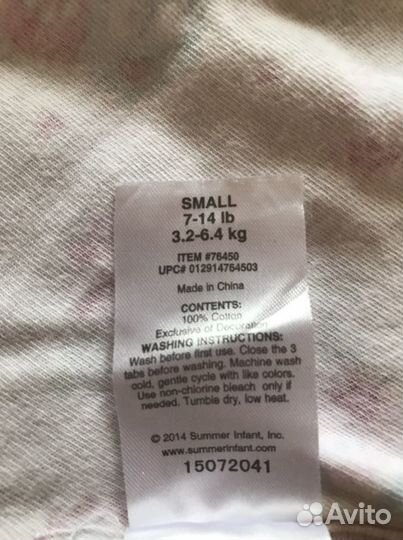 SMALL
7-14 lb
3.2-6.4 kg
ITEM #76450
UPC# 012914764503
Made in China
CONTENTS:
100% Cotton
Exclusive of Decoration
WASHING INSTRUCTIONS:
Wash before first use. Close the 3
tabs before washing. Machine wash
cold, gentle cycle with like colors.
Use non-chlorine bleach only if
needed. Tumble dry, low heat.
© 2014 Summer Infant, Inc.
www.summerinfant.com
15072041
Avito